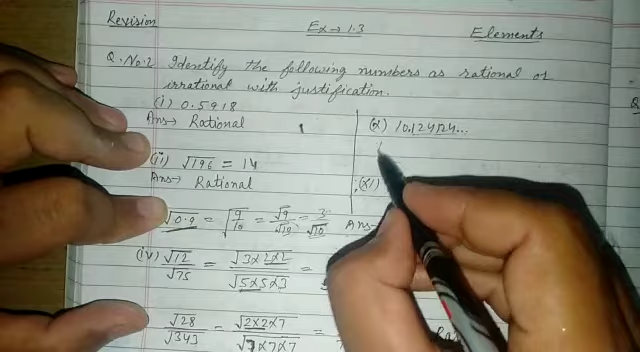 Revision Ex→1.3 Elements
Q.No.2 Identify the following numbers as rational or
irrational with justification.
(i) 0.5918
Ans→ Rational
√196 = 14
Ans→ Rational
√0.9 = √9/10 = √9/√10 = 3/√10
(iv) √12/√75 = √3×2×2/√5×5×3 =
√28/√343 = √2×2×7/√7×7×7 =
(x) 10.124124...
(xi)
Ans→